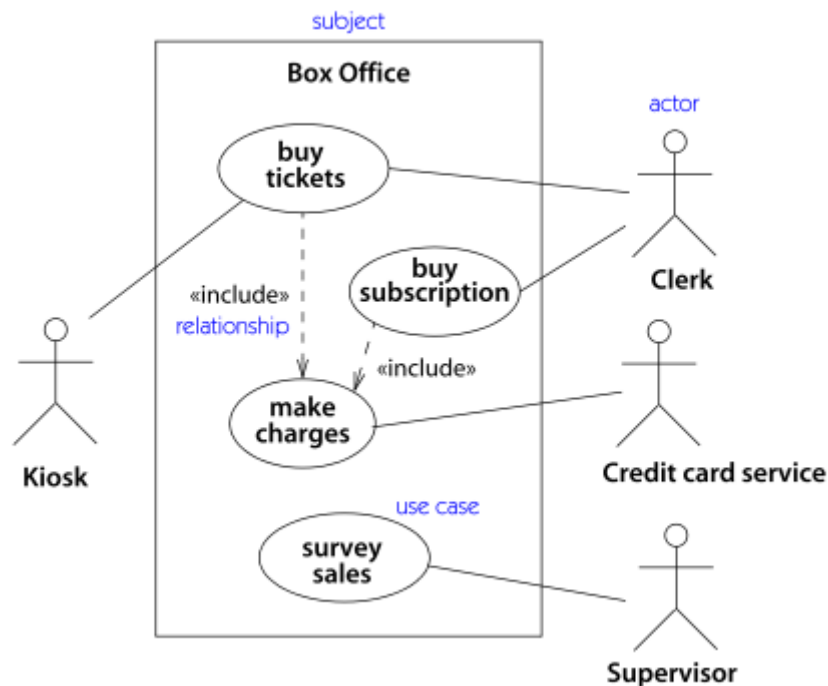 subject
Box Office
actor
buy
tickets
buy
subscription
Clerk
«include»
relationship
«include»
make
charges
Kiosk
Credit card service
use case
survey
sales
Supervisor